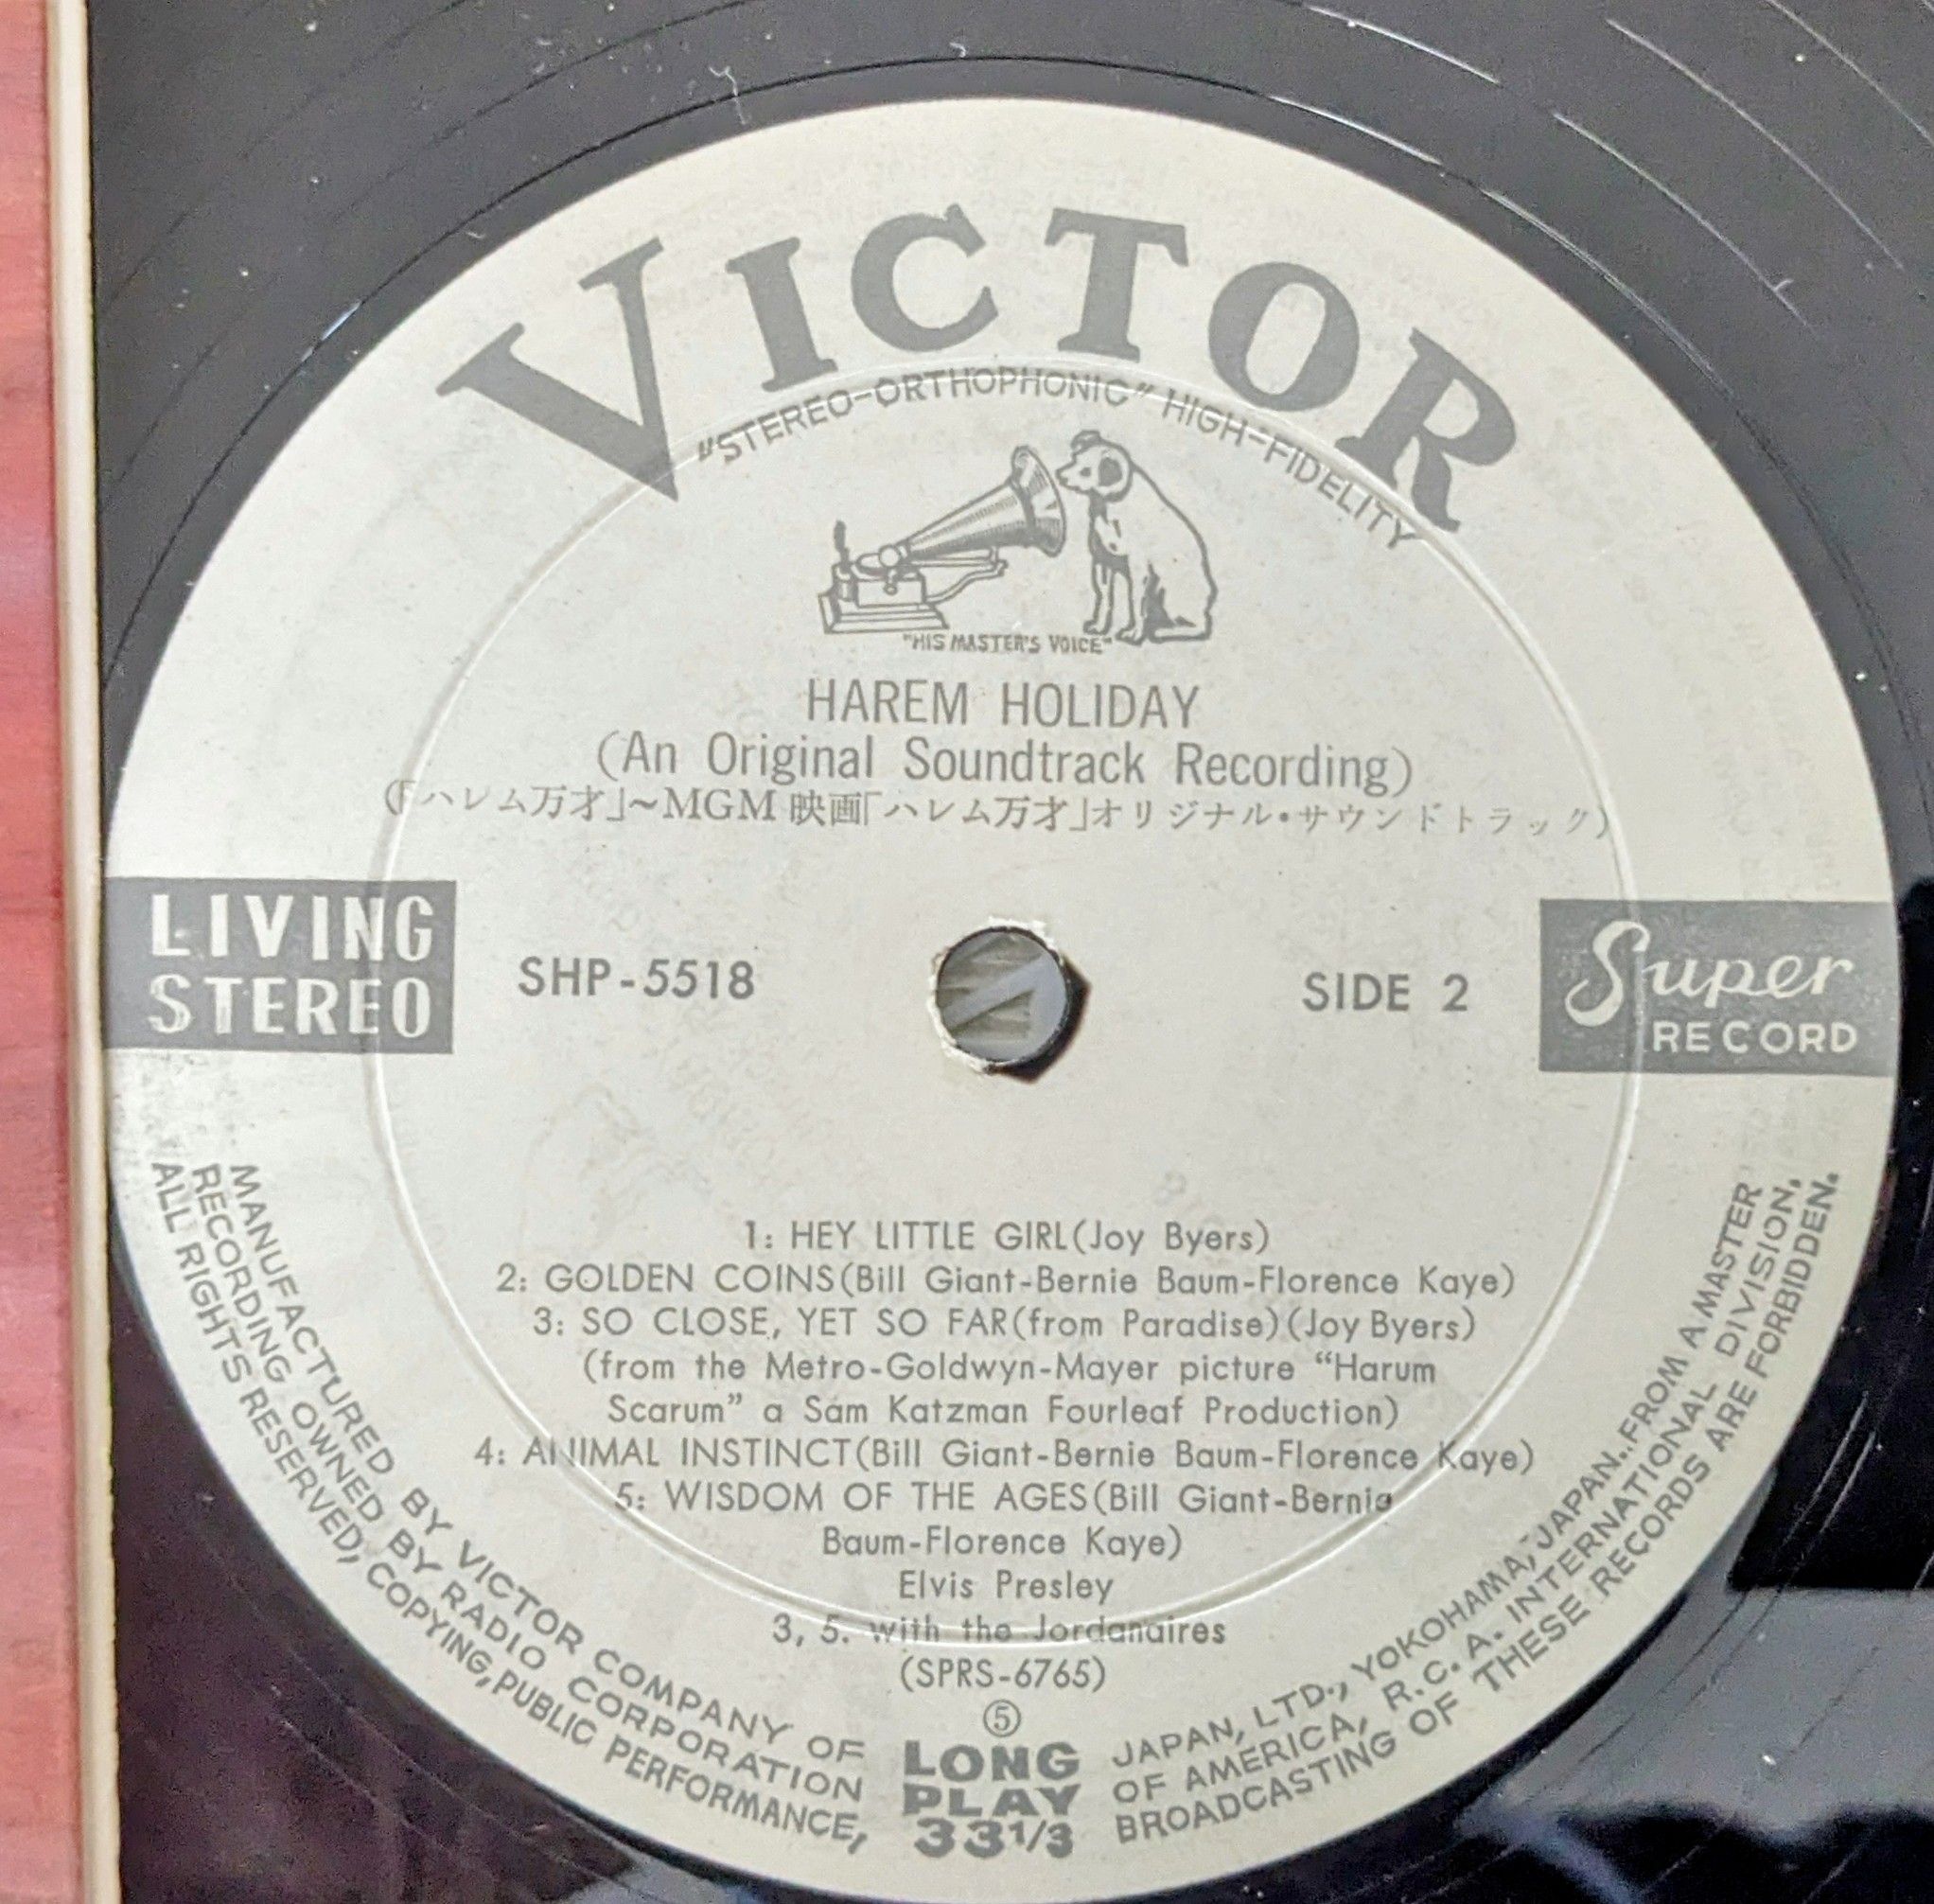 VICTOR
"STEREO-ORTHOPHONIC" HIGH-FIDELITY
"HIS MASTER'S VOICE"
HAREM HOLIDAY
(An Original Soundtrack Recording)
(「ハレム万才」~MGM 映画「ハレム万才」オリジナル・サウンドトラック)
LIVING
STEREO
SHP-5518
SIDE 2
Super
RECORD
1: HEY LITTLE GIRL(Joy Byers)
2: GOLDEN COINS(Bill Giant-Bernie Baum-Florence Kaye)
3: SO CLOSE, YET SO FAR(from Paradise)(Joy Byers)
(from the Metro-Goldwyn-Mayer picture “Harum
Scarum” a Sam Katzman Fourleaf Production)
4: ANIMAL INSTINCT(Bill Giant-Bernie Baum-Florence Kaye)
5: WISDOM OF THE AGES(Bill Giant-Bernie
Baum-Florence Kaye)
Elvis Presley
3, 5. with the Jordanaires
(SPRS-6765)
⑤
LONG
PLAY
33 1/3
MANUFACTURED BY VICTOR COMPANY OF JAPAN, LTD., YOKOHAMA, JAPAN. FROM A MASTER
RECORDING OWNED BY RADIO CORPORATION OF AMERICA, R.C.A. INTERNATIONAL DIVISION,
ALL RIGHTS RESERVED, COPYING, PUBLIC PERFORMANCE, BROADCASTING OF THESE RECORDS ARE FORBIDDEN.